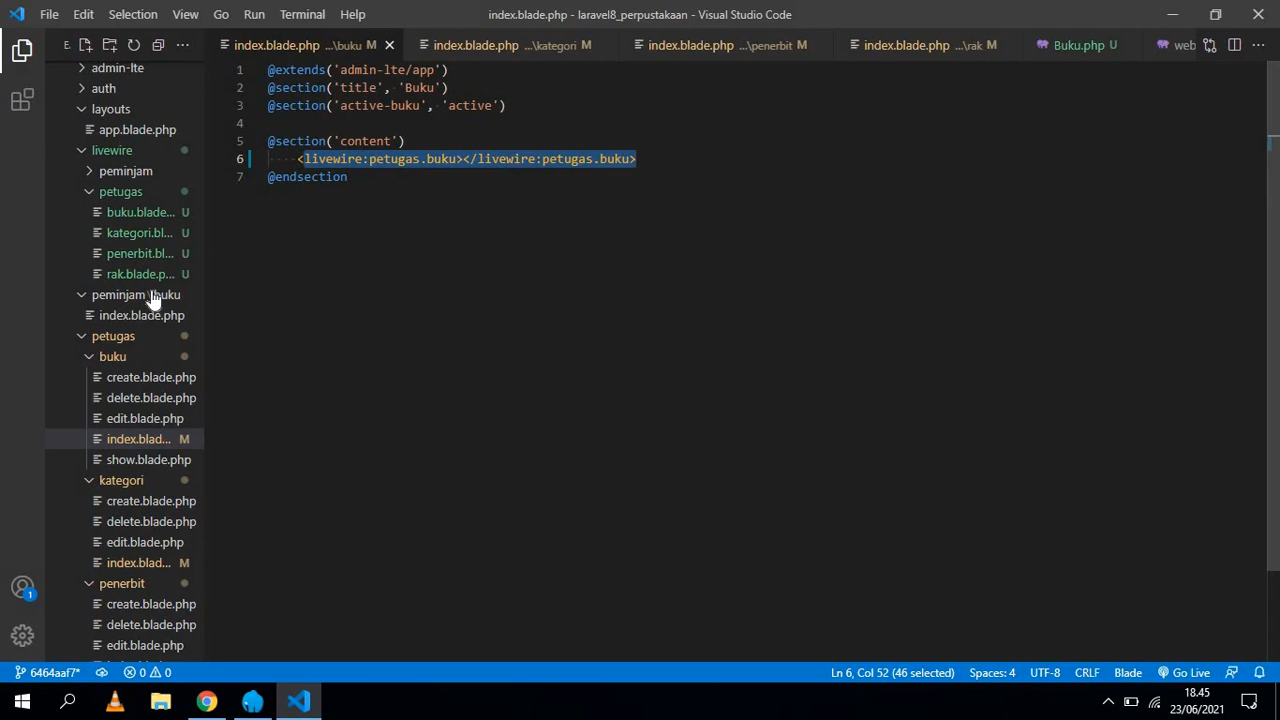 File Edit Selection View Go Run Terminal Help
index.blade.php - laravel8_perpustakaan - Visual Studio Code
E.
index.blade.php ...\buku M
index.blade.php ...\kategori M
index.blade.php ...\penerbit M
index.blade.php ...\rak M
Buku.php U
web
admin-lte
auth
layouts
app.blade.php
livewire
peminjam
petugas
buku.blade... U
kategori.bl... U
penerbit.bl... U
rak.blade.p... U
peminjam\buku
index.blade.php
petugas
buku
create.blade.php
delete.blade.php
edit.blade.php
index.blad... M
show.blade.php
kategori
create.blade.php
delete.blade.php
edit.blade.php
index.blad... M
penerbit
create.blade.php
delete.blade.php
edit.blade.php
1 @extends('admin-lte/app')
2 @section('title', 'Buku')
3 @section('active-buku', 'active')
4
5 @section('content')
6 <livewire:petugas.buku></livewire:petugas.buku>
7 @endsection
1
6464aaf7* 0 0
Ln 6, Col 52 (46 selected) Spaces: 4 UTF-8 CRLF Blade Go Live
18.45
23/06/2021